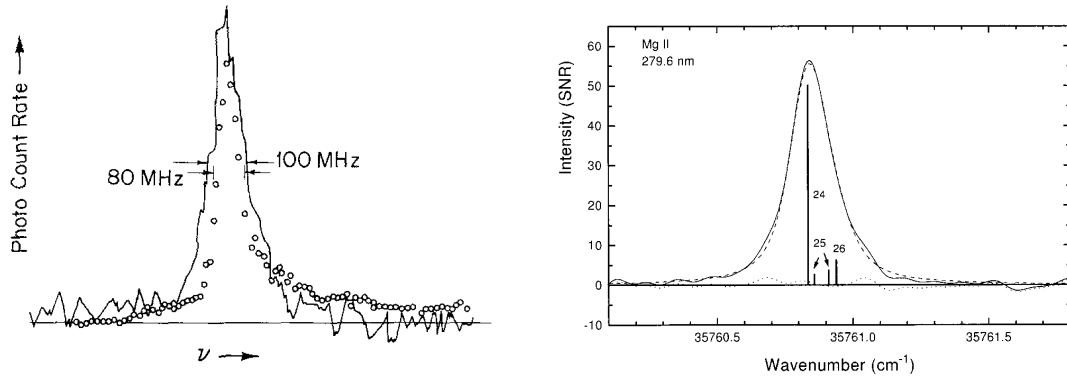 Photo Count Rate
80 MHz
100 MHz
ν
Mg II
279.6 nm
Intensity (SNR)
60
50
40
30
20
10
0
-10
24
25
26
35760.5
35761.0
35761.5
Wavenumber (cm⁻¹)